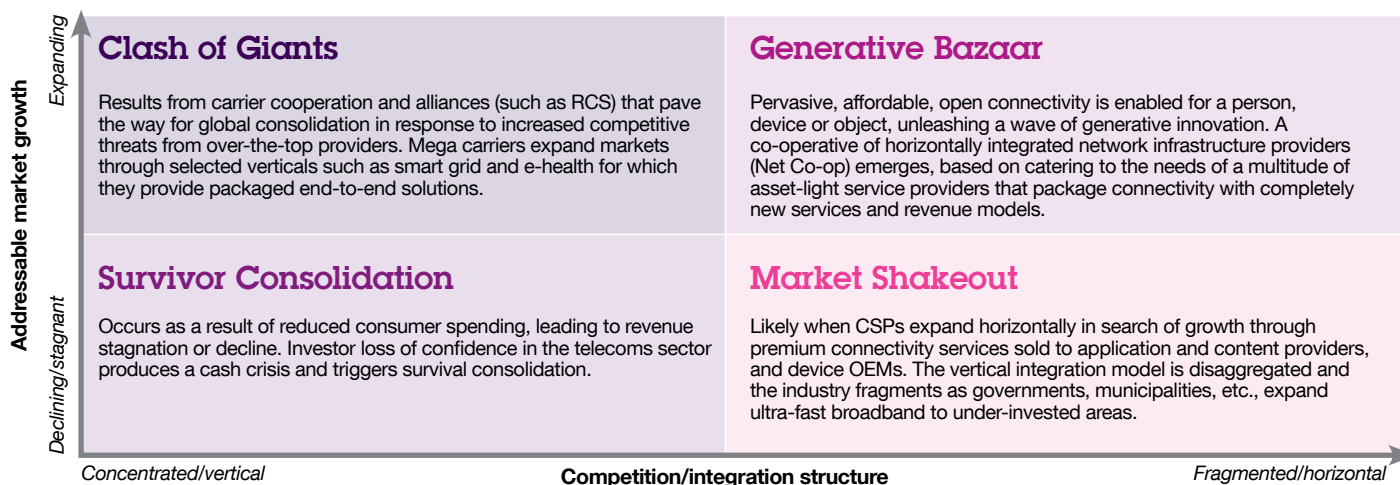 Addressable market growth
Expanding
Declining/stagnant
Clash of Giants
Results from carrier cooperation and alliances (such as RCS) that pave
the way for global consolidation in response to increased competitive
threats from over-the-top providers. Mega carriers expand markets
through selected verticals such as smart grid and e-health for which
they provide packaged end-to-end solutions.
Generative Bazaar
Pervasive, affordable, open connectivity is enabled for a person,
device or object, unleashing a wave of generative innovation. A
co-operative of horizontally integrated network infrastructure providers
(Net Co-op) emerges, based on catering to the needs of a multitude of
asset-light service providers that package connectivity with completely
new services and revenue models.
Survivor Consolidation
Occurs as a result of reduced consumer spending, leading to revenue
stagnation or decline. Investor loss of confidence in the telecoms sector
produces a cash crisis and triggers survival consolidation.
Market Shakeout
Likely when CSPs expand horizontally in search of growth through
premium connectivity services sold to application and content providers,
and device OEMs. The vertical integration model is disaggregated and
the industry fragments as governments, municipalities, etc., expand
ultra-fast broadband to under-invested areas.
Concentrated/vertical
Competition/integration structure
Fragmented/horizontal